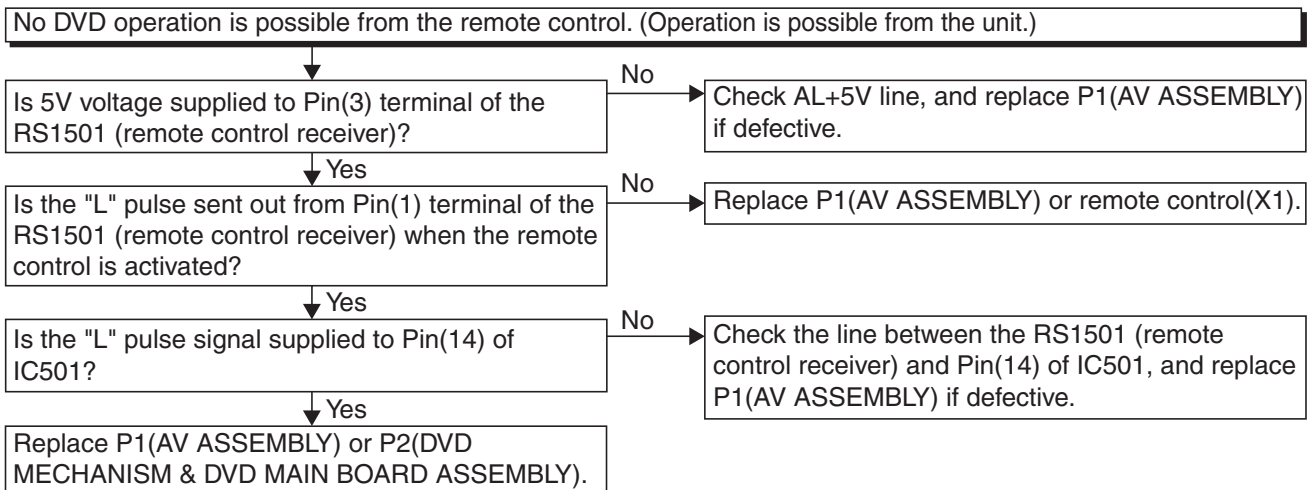 No DVD operation is possible from the remote control. (Operation is possible from the unit.)
Is 5V voltage supplied to Pin(3) terminal of the
RS1501 (remote control receiver)?
No
Check AL+5V line, and replace P1(AV ASSEMBLY)
if defective.
Yes
Is the "L" pulse sent out from Pin(1) terminal of the
RS1501 (remote control receiver) when the remote
control is activated?
No
Replace P1(AV ASSEMBLY) or remote control(X1).
Yes
Is the "L" pulse signal supplied to Pin(14) of
IC501?
No
Check the line between the RS1501 (remote
control receiver) and Pin(14) of IC501, and replace
P1(AV ASSEMBLY) if defective.
Yes
Replace P1(AV ASSEMBLY) or P2(DVD
MECHANISM & DVD MAIN BOARD ASSEMBLY).